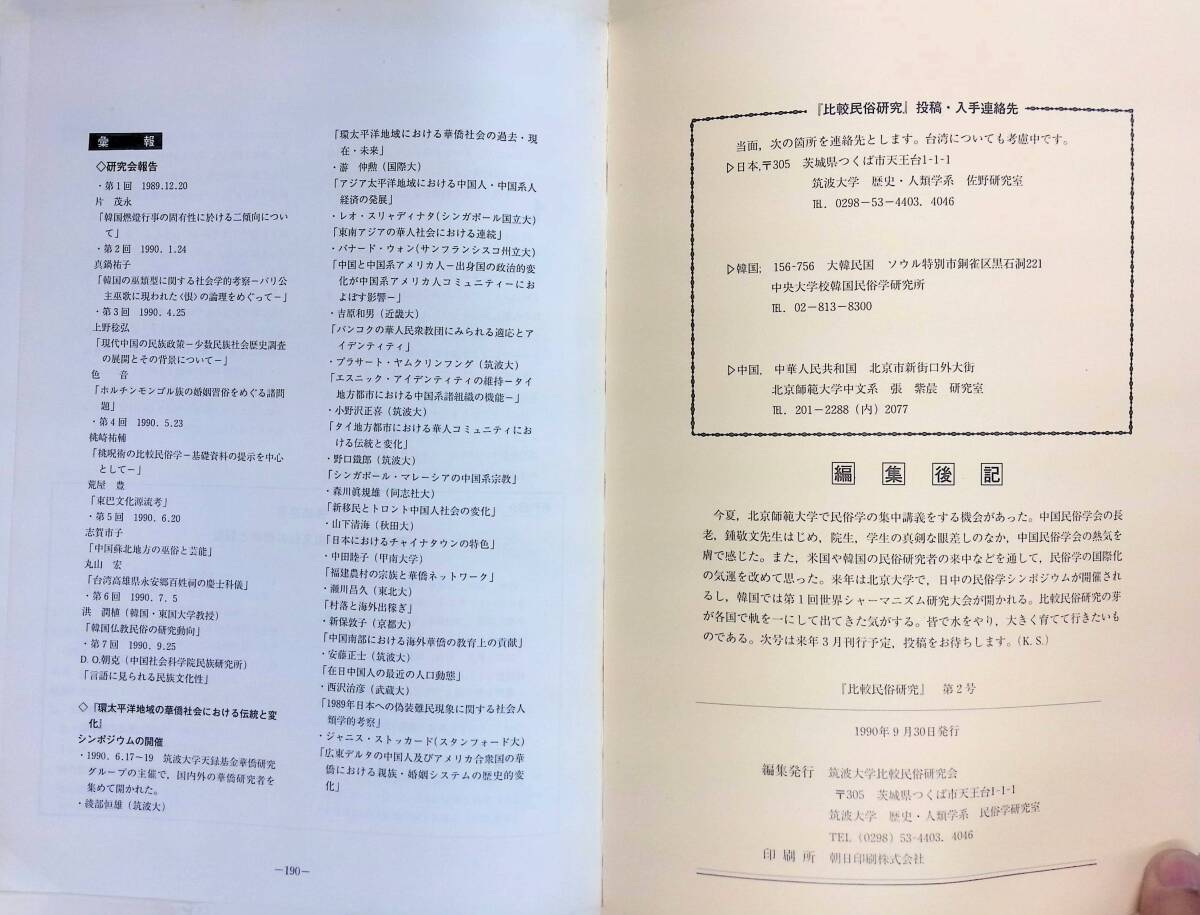 彙報
◇研究会報告
・第1回 1989.12.20
片 茂永
「韓国燃燈行事の固有性に於ける二傾向につい
て」
・第2回 1990.1.24
真鍋祐子
「韓国の巫類型に関する社会学的考察－バリ公
主巫歌に現われた〈恨〉の論理をめぐって－」
・第3回 1990.4.25
上野稔弘
「現代中国の民族政策－少数民族社会歴史調査
の展開とその背景について－」
色 音
「ホルチンモンゴル族の婚姻習俗をめぐる諸問
題」
・第4回 1990.5.23
桃崎祐輔
「桃呪術の比較民俗学－基礎資料の提示を中心
として－」
荒屋 豊
「東巴文化源流考」
・第5回 1990.6.20
志賀市子
「中国蘇北地方の巫俗と芸能」
丸山 宏
「台湾高雄県永安郷百姓祠の慶士科儀」
・第6回 1990.7.5
洪 潤植（韓国・東国大学教授）
「韓国仏教民俗の研究動向」
・第7回 1990.9.25
D.O.朝克（中国社会科学院民族研究所）
「言語に見られる民族文化性」
◇『環太平洋地域の華僑社会における伝統と変
化』
シンポジウムの開催
・1990.6.17～19 筑波大学天録基金華僑研究
グループの主催で，国内外の華僑研究者を
集めて開かれた。
・綾部恒雄（筑波大）
「環太平洋地域における華僑社会の過去・現
在・未来」
・游 仲勲（国際大）
「アジア太平洋地域における中国人・中国系人
経済の発展」
・レオ・スリャディナタ（シンガポール国立大）
「東南アジアの華人社会における連続」
・バナード・ウォン（サンフランシスコ州立大）
「中国と中国系アメリカ人－出身国の政治的変
化が中国系アメリカ人コミュニティーにお
よぼす影響－」
・吉原和男（近畿大）
「バンコクの華人民衆教団にみられる適応とア
イデンティティ」
・プラサート・ヤムクリンフング（筑波大）
「エスニック・アイデンティティの維持－タイ
地方都市における中国系諸組織の機能－」
・小野沢正喜（筑波大）
「タイ地方都市における華人コミュニティにお
ける伝統と変化」
・野口鐵郎（筑波大）
「シンガポール・マレーシアの中国系宗教」
・森川眞規雄（同志社大）
「新移民とトロント中国人社会の変化」
・山下清海（秋田大）
「日本におけるチャイナタウンの特色」
・中田睦子（甲南大学）
「福建農村の宗族と華僑ネットワーク」
・瀬川昌久（東北大）
「村落と海外出稼ぎ」
・新保敦子（京都大）
「中国南部における海外華僑の教育上の貢献」
・安藤正士（筑波大）
「在日中国人の最近の人口動態」
・西沢治彦（武蔵大）
「1989年日本への偽装難民現象に関する社会人
類学的考察」
・ジャニス・ストッカード（スタンフォード大）
「広東デルタの中国人及びアメリカ合衆国の華
僑における親族・婚姻システムの歴史的変
化」
－190－
『比較民俗研究』投稿・入手連絡先
当面，次の箇所を連絡先とします。台湾についても考慮中です。
▷日本，〒305 茨城県つくば市天王台1-1-1
筑波大学 歴史・人類学系 佐野研究室
℡. 0298－53－4403. 4046
▷韓国； 156-756 大韓民国 ソウル特別市銅雀区黒石洞221
中央大学校韓国民俗学研究所
℡. 02－813－8300
▷中国， 中華人民共和国 北京市新街口外大街
北京師範大学中文系 張 紫晨 研究室
℡. 201－2288（内）2077
編集後記
今夏，北京師範大学で民俗学の集中講義をする機会があった。中国民俗学会の長
老，鍾敬文先生はじめ，院生，学生の真剣な眼差しのなか，中国民俗学会の熱気を
膚で感じた。また，米国や韓国の民俗研究者の来中などを通して，民俗学の国際化
の気運を改めて思った。来年は北京大学で，日中の民俗学シンポジウムが開催され
るし，韓国では第1回世界シャーマニズム研究大会が開かれる。比較民俗研究の芽
が各国で軌を一にして出てきた気がする。皆で水をやり，大きく育てて行きたいも
のである。次号は来年3月刊行予定，投稿をお待ちします。（K.S.）
『比較民俗研究』 第2号
1990年9月30日発行
編集発行 筑波大学比較民俗研究会
〒305 茨城県つくば市天王台1-1-1
筑波大学 歴史・人類学系 民俗学研究室
TEL（0298）53-4403. 4046
印刷所 朝日印刷株式会社